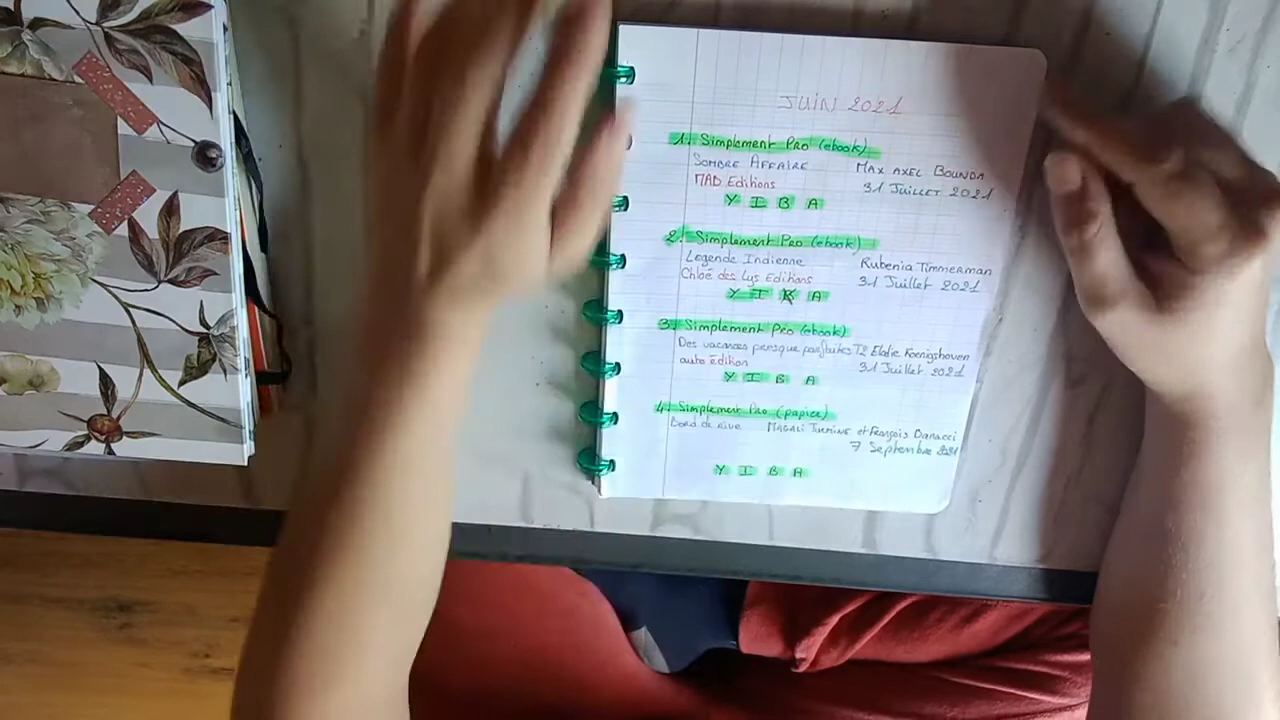 JUIN 2021
1. Simplement Pro (ebook)
SOMBRE AFFAIRE MAX AXEL BOUNDA
MAB Editions 31 JUILLET 2021
Y I B A
2. Simplement Pro (ebook)
Legende Indienne Rubenia Timmerman
Chloé des Lys Editions 31 Juillet 2021
Y I A
3. Simplement Pro (ebook)
Des vacances presque parfaites T2 Elodie Koenigshoven
auto édition 31 Juillet 2021
Y I B A
4. Simplement Pro (papier)
Bord de rive MAGALI et François
7 Septembre 2021
Y I B A